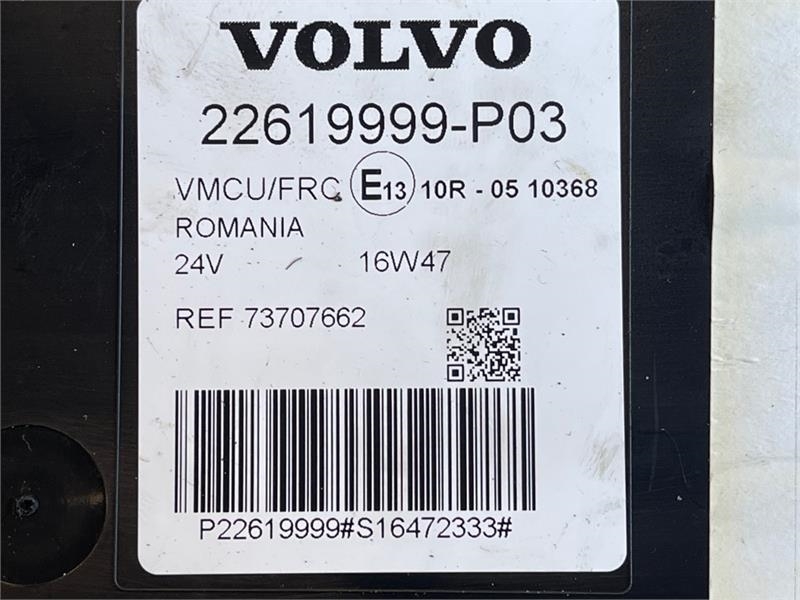 VOLVO
22619999-P03
VMCU/FRC E13 10R - 05 10368
ROMANIA
24V 16W47
REF 73707662
P22619999#S16472333#